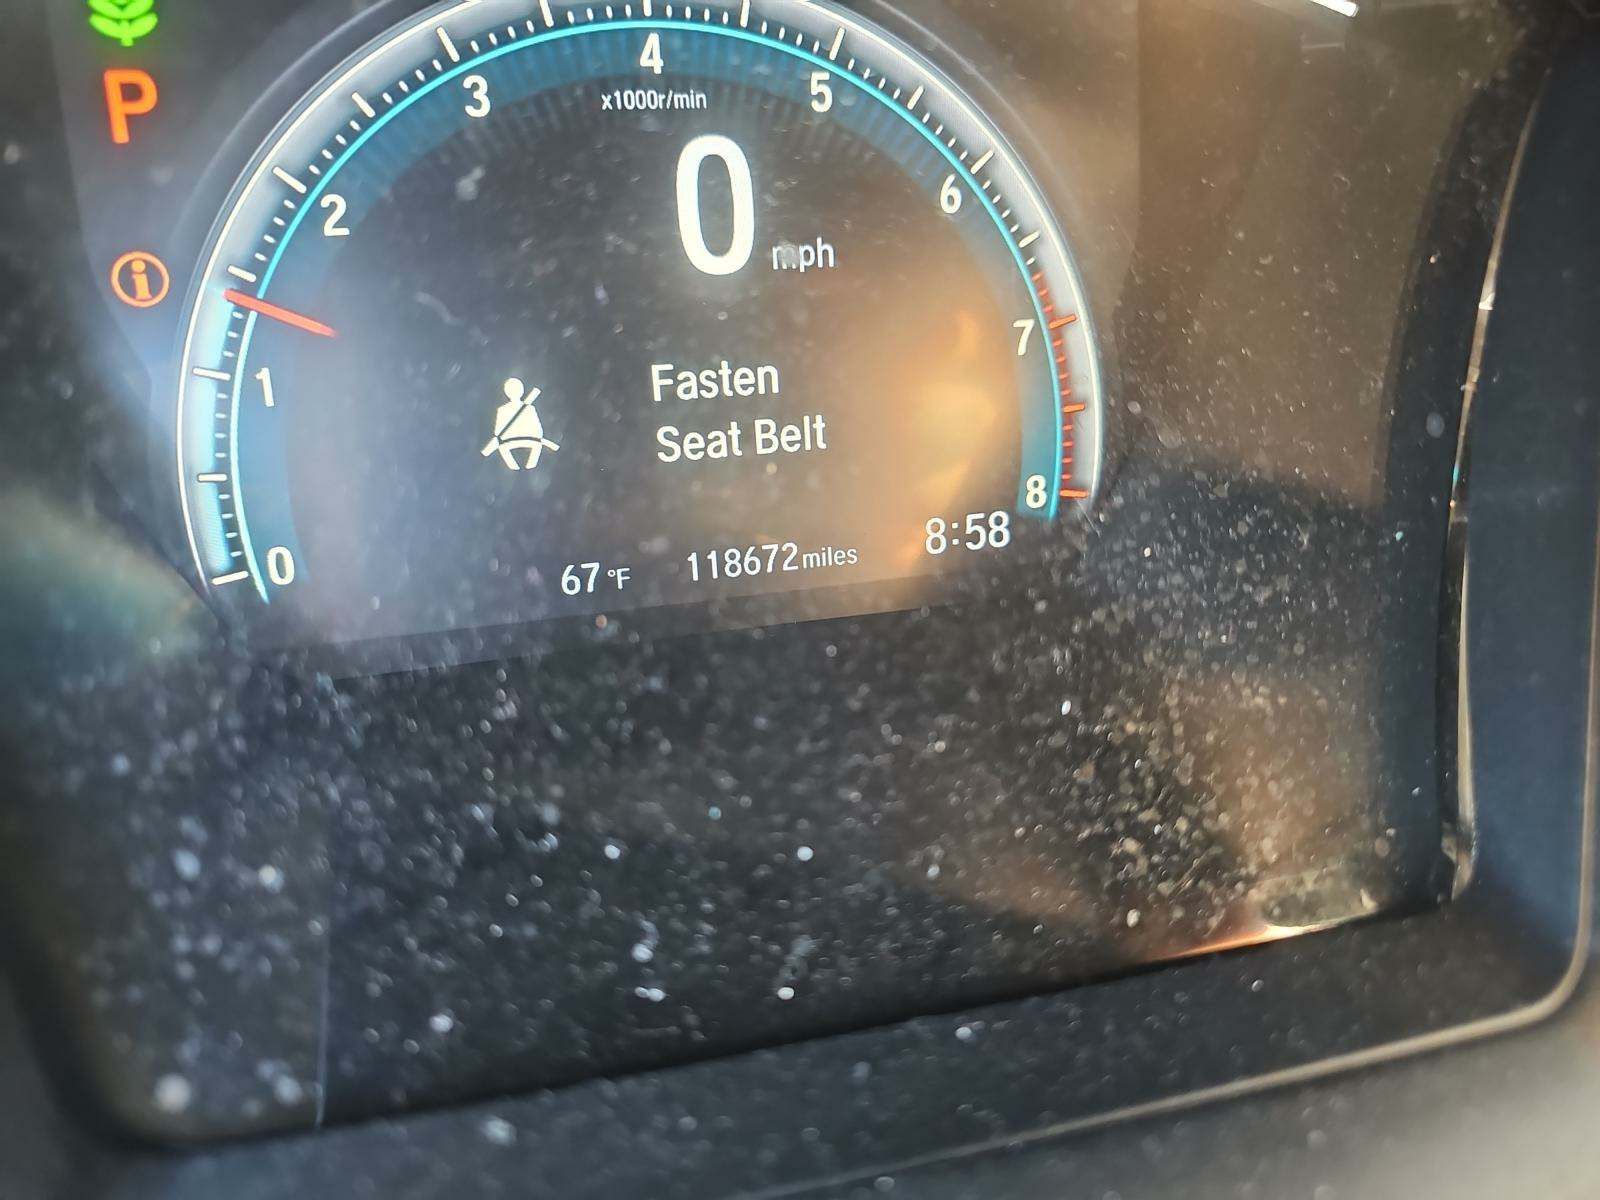 4
3
5
x1000r/min
P
0
2
6
mph
i
7
1
Fasten
Seat Belt
8
0
67 °F
118672 miles
8:58